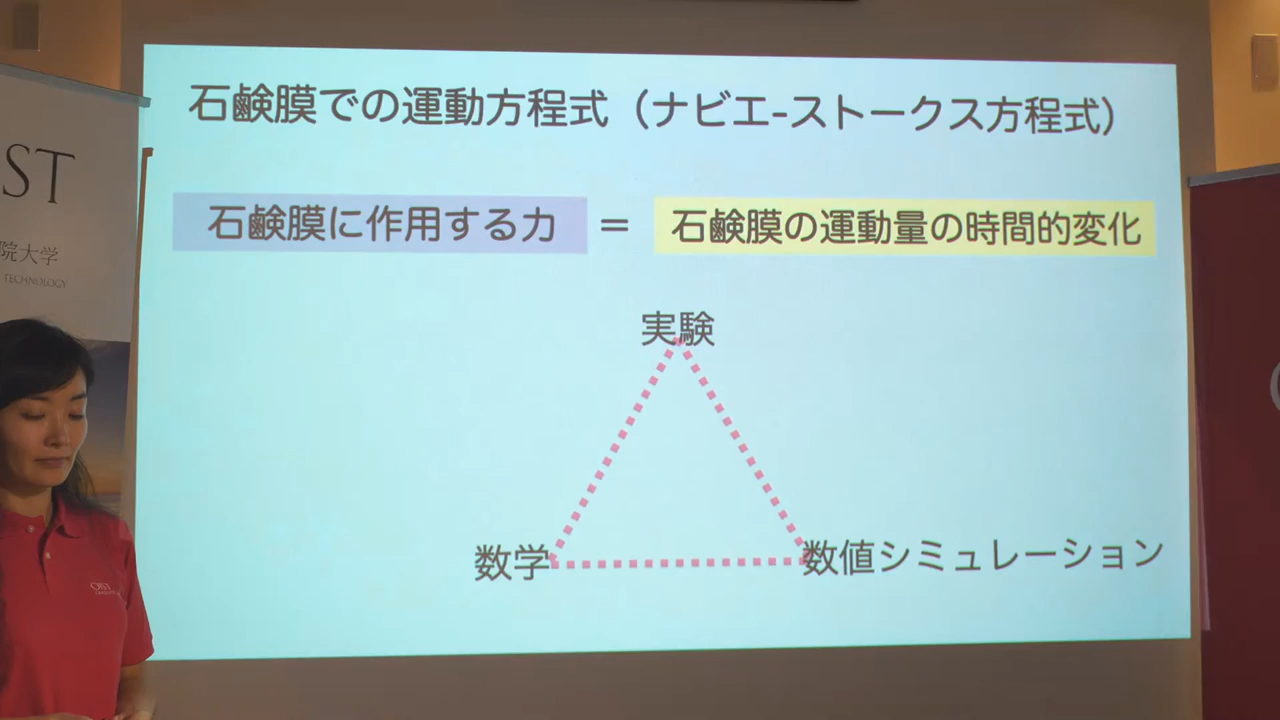 石鹸膜での運動方程式（ナビエ-ストークス方程式）
石鹸膜に作用する力 = 石鹸膜の運動量の時間的変化
実験
数学
数値シミュレーション
ST
院大学
TECHNOLOGY
OIST